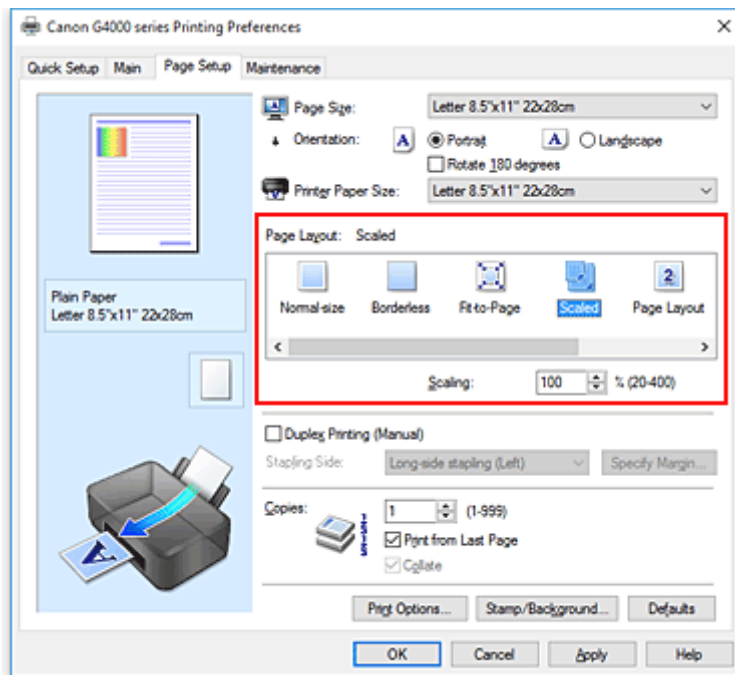 Canon G4000 series Printing Preferences
Quick Setup Main Page Setup Maintenance
Page Size: Letter 8.5"x11" 22x28cm
Orientation: A Portrait A Landscape
Rotate 180 degrees
Printer Paper Size: Letter 8.5"x11" 22x28cm
Page Layout: Scaled
Normal-size Borderless Fit-to-Page Scaled 2 Page Layout
Scaling: 100 % (20-400)
Plain Paper
Letter 8.5"x11" 22x28cm
Duplex Printing (Manual)
Stapling Side: Long-side stapling (Left) Specify Margin...
Copies: 1 (1-999)
Print from Last Page
Collate
A
Print Options... Stamp/Background... Defaults
OK Cancel Apply Help